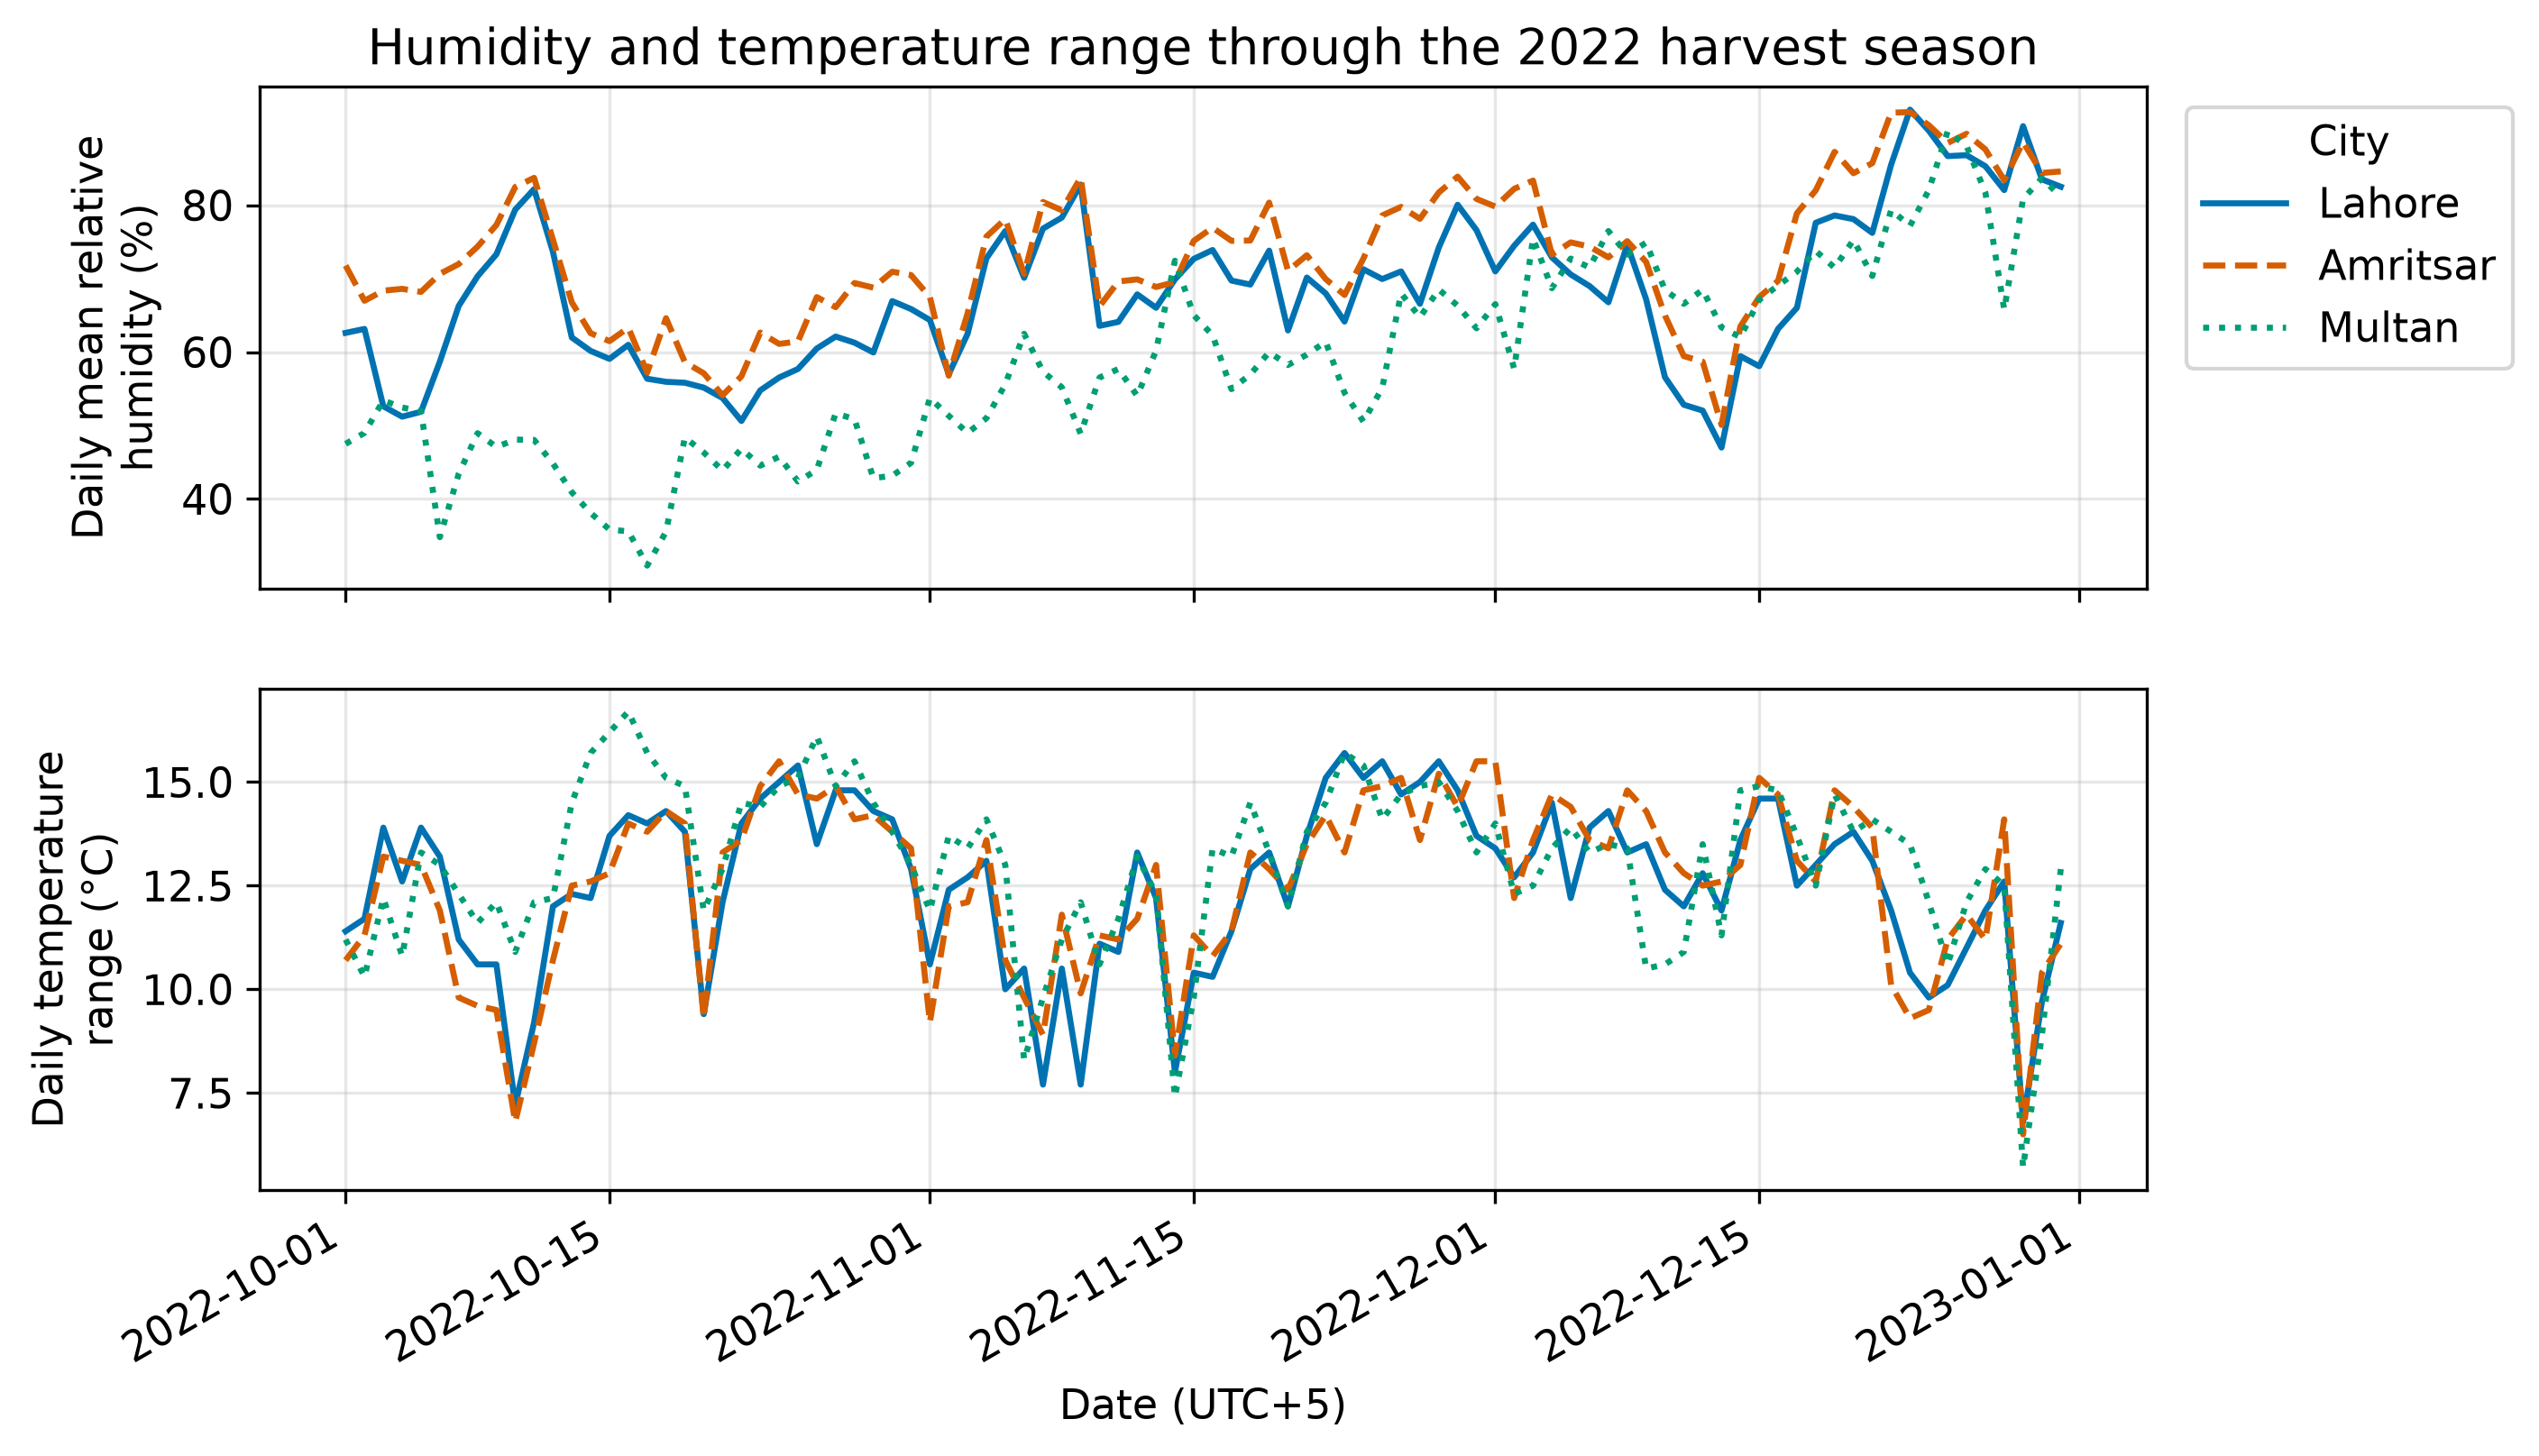 Humidity and temperature range through the 2022 harvest season
Daily mean relative
humidity (%)
80
60
40
City
Lahore
Amritsar
Multan
Daily temperature
range (°C)
15.0
12.5
10.0
7.5
2022-10-01
2022-10-15
2022-11-01
2022-11-15
2022-12-01
2022-12-15
2023-01-01
Date (UTC+5)